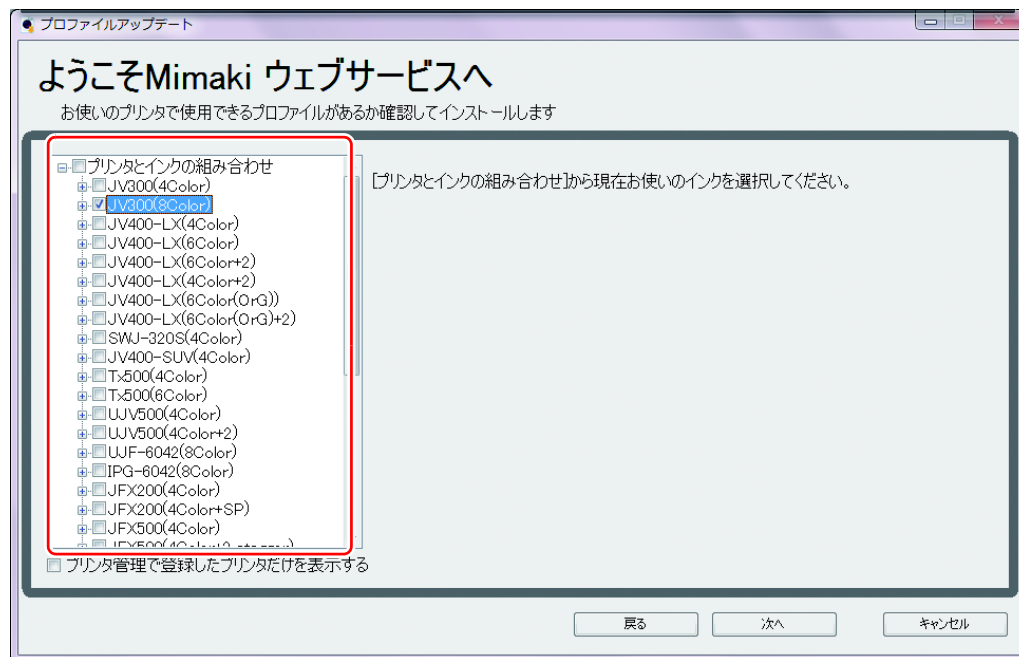 プロファイルアップデート
ようこそMimaki ウェブサービスへ
お使いのプリンタで使用できるプロファイルがあるか確認してインストールします
プリンタとインクの組み合わせ
JV300(4Color)
JV300(8Color)
JV400-LX(4Color)
JV400-LX(6Color)
JV400-LX(6Color+2)
JV400-LX(4Color+2)
JV400-LX(6Color(OrG))
JV400-LX(6Color(OrG)+2)
SWJ-320S(4Color)
JV400-SUV(4Color)
Tx500(4Color)
Tx500(6Color)
UJV500(4Color)
UJV500(4Color+2)
UJF-6042(8Color)
IPG-6042(8Color)
JFX200(4Color)
JFX200(4Color+SP)
JFX500(4Color)
[プリンタとインクの組み合わせ]から現在お使いのインクを選択してください。
プリンタ管理で登録したプリンタだけを表示する
戻る
次へ
キャンセル